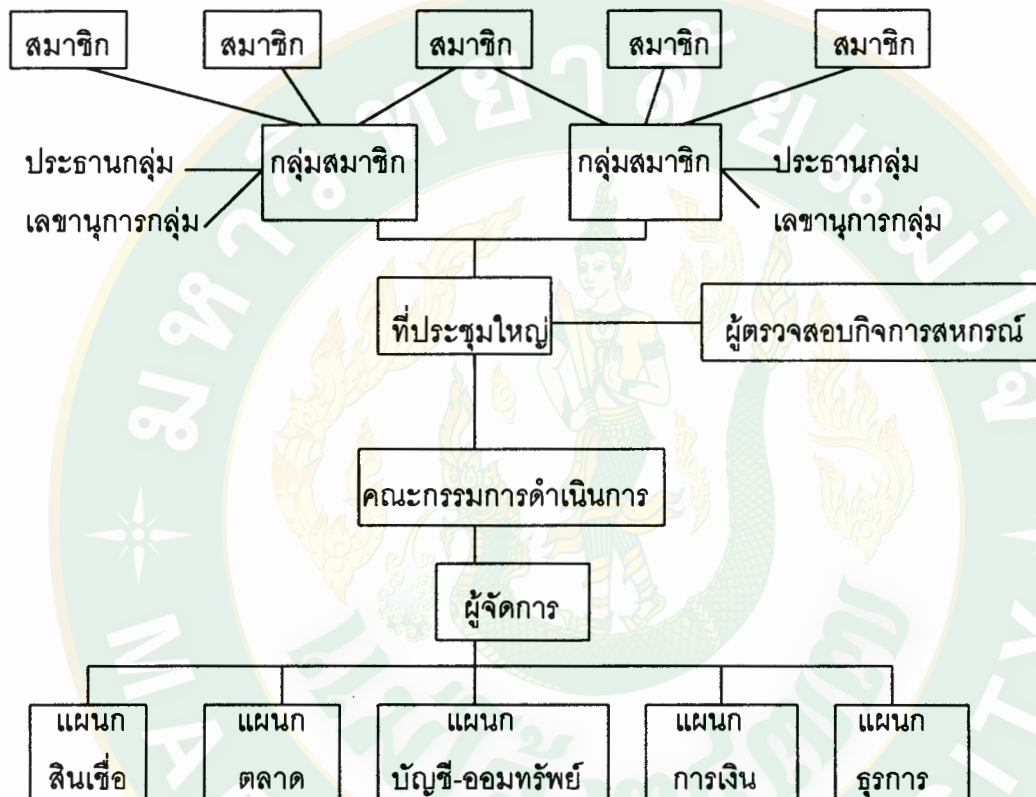 สมาชิก สมาชิก สมาชิก สมาชิก สมาชิก
กลุ่มสมาชิก กลุ่มสมาชิก
ประธานกลุ่ม ประธานกลุ่ม
เลขานุการกลุ่ม เลขานุการกลุ่ม
ที่ประชุมใหญ่ ผู้ตรวจสอบกิจการสหกรณ์
คณะกรรมการดำเนินการ
ผู้จัดการ
แผนก แผนก แผนก แผนก แผนก
สินเชื่อ ตลาด บัญชี-ออมทรัพย์ การเงิน ธุรการ